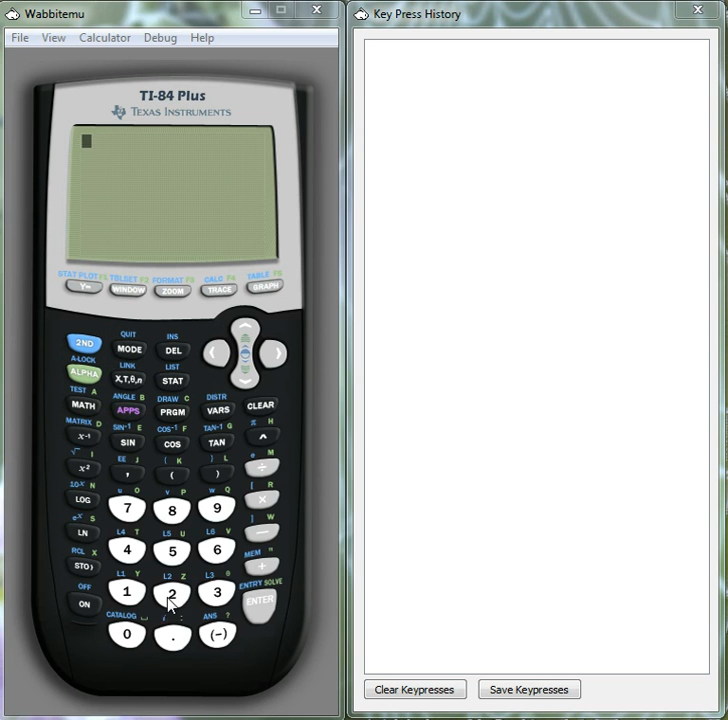 Wabbitemu
File View Calculator Debug Help
TI-84 Plus
TEXAS INSTRUMENTS
STAT PLOT F1 TBLSET F2 FORMAT F3 CALC F4 TABLE F5
Y= WINDOW ZOOM TRACE GRAPH
QUIT INS
2ND MODE DEL
A-LOCK LINK LIST
ALPHA X,T,θ,n STAT
TEST A ANGLE B DRAW C DISTR
MATH APPS PRGM VARS CLEAR
MATRIX D SIN⁻¹ E COS⁻¹ F TAN⁻¹ G π H
x⁻¹ SIN COS TAN ^
√ I EE J { K } L e M
x² , ( ) ÷
10ˣ N u O v P w Q [ R
LOG 7 8 9 ×
eˣ S L4 T L5 U L6 V ] W
LN 4 5 6 −
RCL X L1 Y L2 Z L3 θ MEM "
STO› 1 2 3 +
OFF CATALOG ⎵ i : ANS ? ENTRY SOLVE
ON 0 . (-) ENTER
Key Press History
Clear Keypresses Save Keypresses